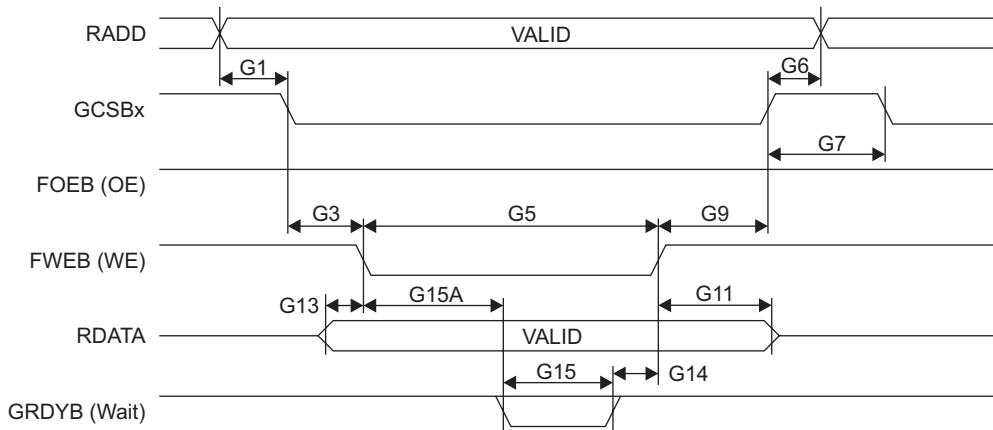 RADD VALID
G1 G6
GCSBx
G7
FOEB (OE)
G3 G5 G9
FWEB (WE)
G13 G15A G11
RDATA VALID
G15 G14
GRDYB (Wait)